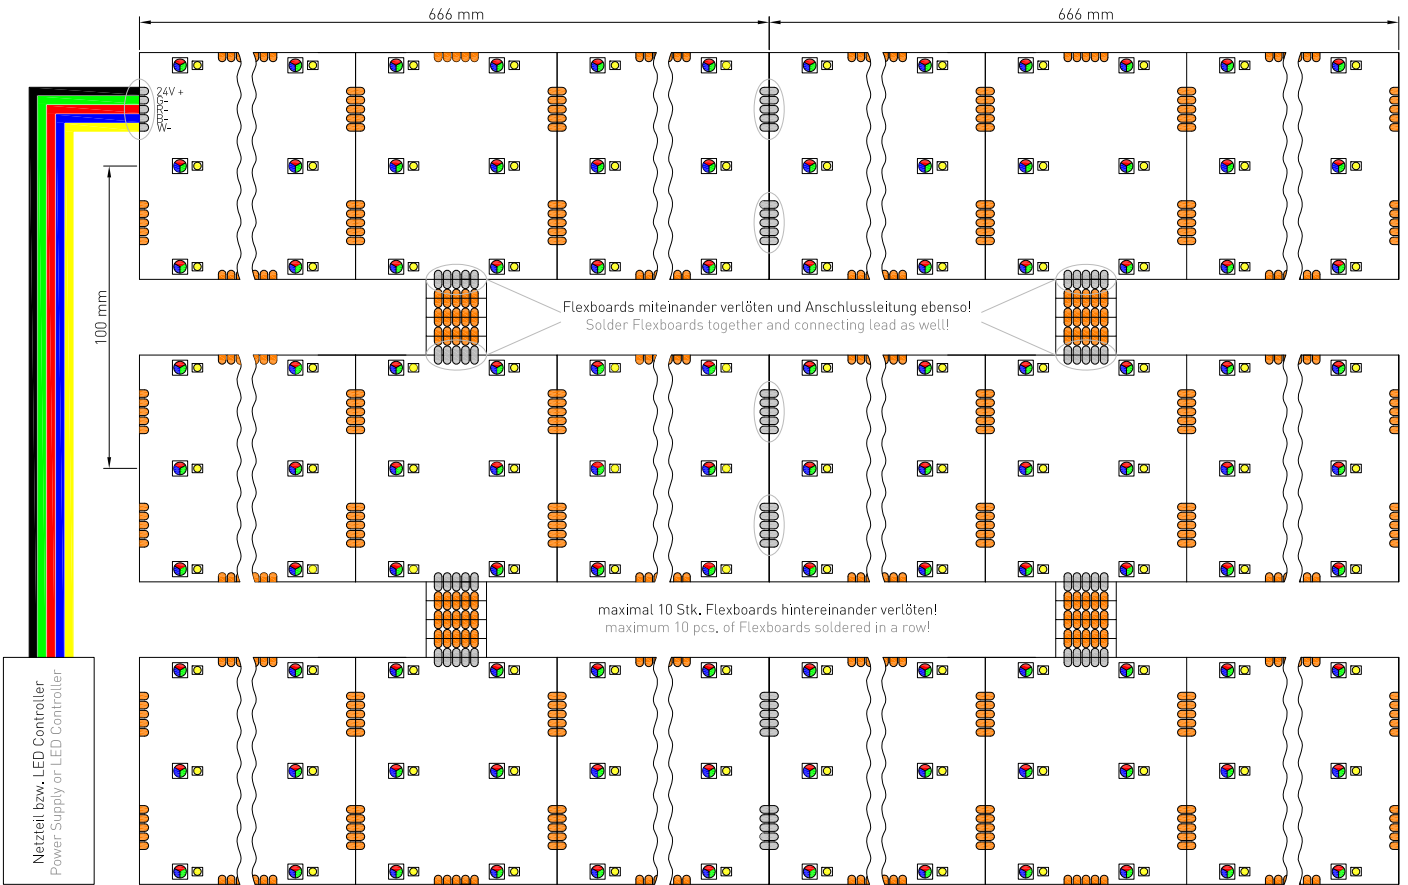 666 mm
666 mm
24V +
G-
R-
B-
W-
100 mm
Flexboards miteinander verlöten und Anschlussleitung ebenso!
Solder Flexboards together and connecting lead as well!
maximal 10 Stk. Flexboards hintereinander verlöten!
maximum 10 pcs. of Flexboards soldered in a row!
Netzteil bzw. LED Controller
Power Supply or LED Controller